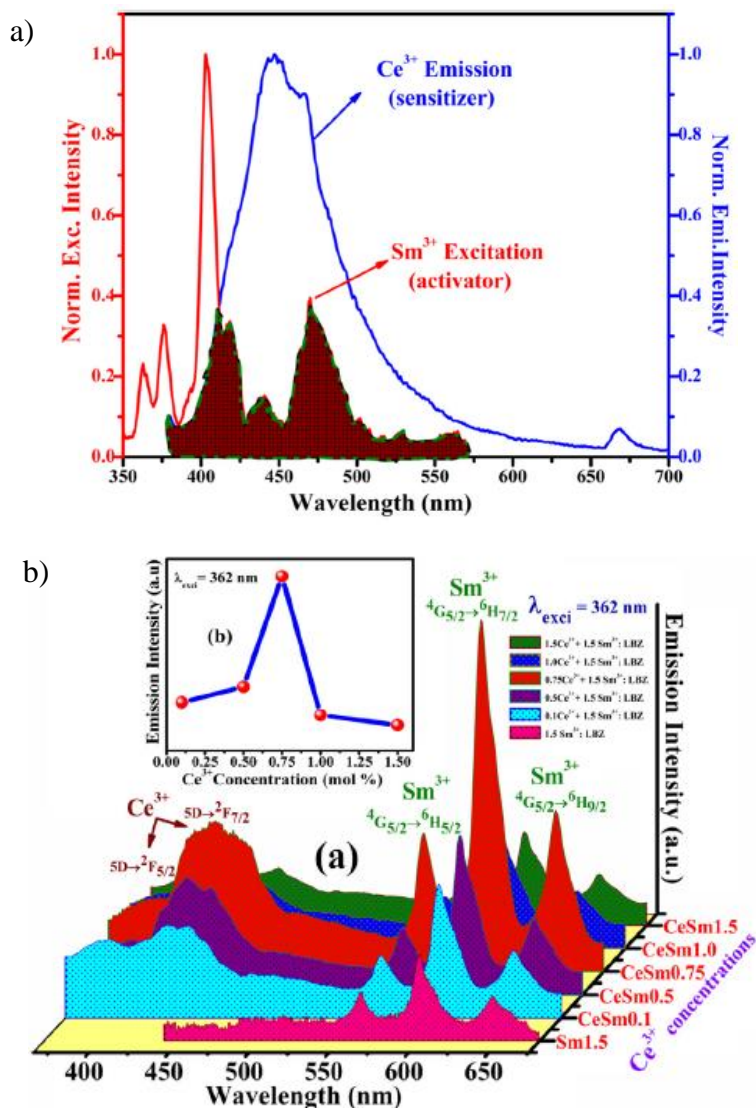 a)
Ce³⁺ Emission
(sensitizer)
Sm³⁺ Excitation
(activator)
Norm. Exc. Intensity
Norm. Emi.Intensity
0.0 0.2 0.4 0.6 0.8 1.0
0.0 0.2 0.4 0.6 0.8 1.0
350 400 450 500 550 600 650 700
Wavelength (nm)
b)
λexci = 362 nm
(b)
Emission Intensity (a.u)
0.00 0.25 0.50 0.75 1.00 1.25 1.50
Ce³⁺Concentration (mol %)
Sm³⁺
⁴G₅/₂→⁶H₇/₂
λexci = 362 nm
1.5Ce³⁺+ 1.5 Sm³⁺: LBZ
1.0Ce³⁺+ 1.5 Sm³⁺: LBZ
0.75Ce³⁺+ 1.5 Sm³⁺: LBZ
0.5Ce³⁺+ 1.5 Sm³⁺: LBZ
0.1Ce³⁺+ 1.5 Sm³⁺: LBZ
1.5 Sm³⁺: LBZ
Emission Intensity (a.u.)
Sm³⁺
⁴G₅/₂→⁶H₅/₂
Sm³⁺
⁴G₅/₂→⁶H₉/₂
Ce³⁺
5D→²F₇/₂
5D→²F₅/₂
(a)
CeSm1.5
CeSm1.0
CeSm0.75
CeSm0.5
CeSm0.1
Sm1.5
Ce³⁺ concentrations
400 450 500 550 600 650
Wavelength (nm)